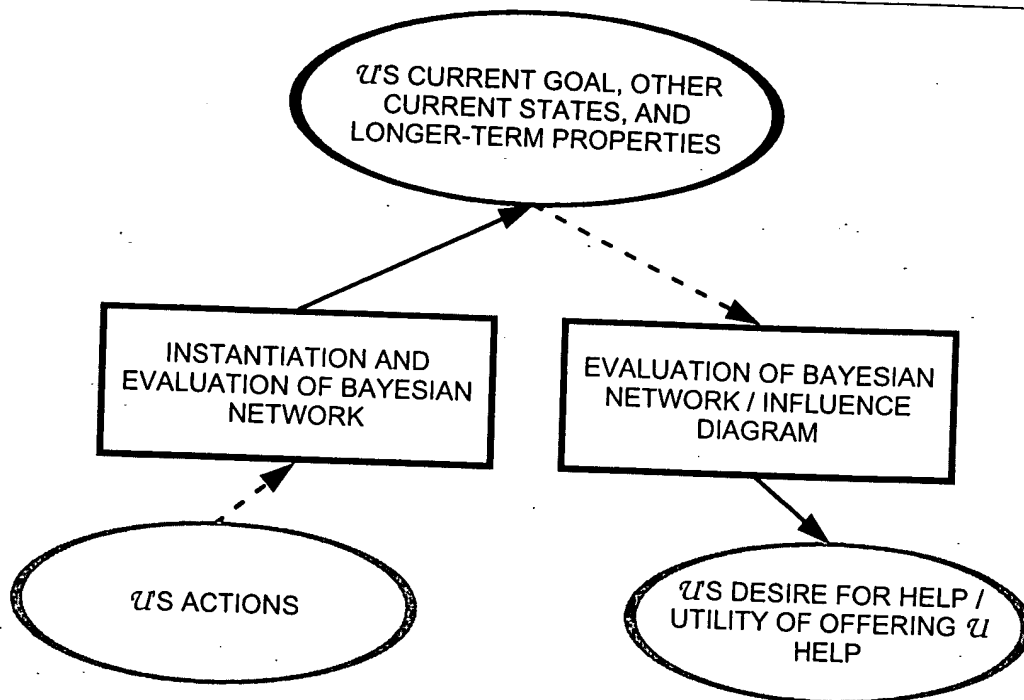 𝒰'S CURRENT GOAL, OTHER
CURRENT STATES, AND
LONGER-TERM PROPERTIES
INSTANTIATION AND
EVALUATION OF BAYESIAN
NETWORK
EVALUATION OF BAYESIAN
NETWORK / INFLUENCE
DIAGRAM
𝒰'S ACTIONS
𝒰'S DESIRE FOR HELP /
UTILITY OF OFFERING 𝒰
HELP